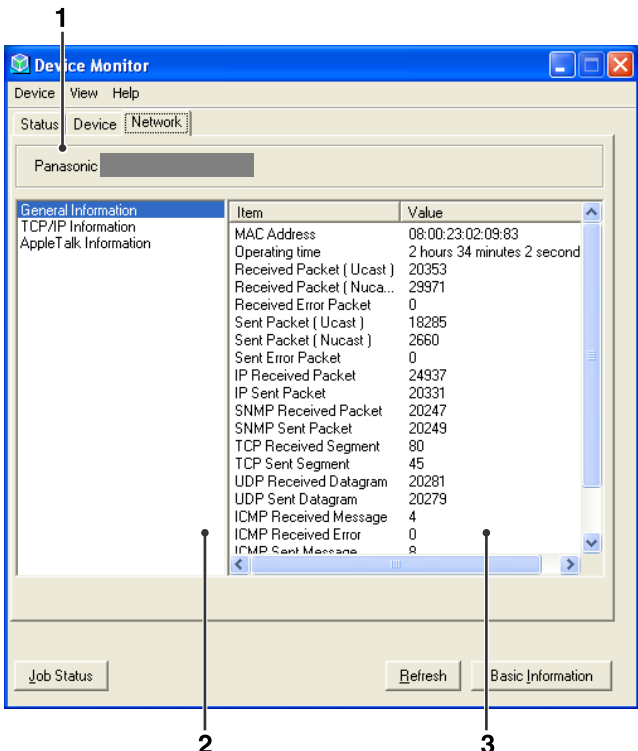 1
Device Monitor
Device View Help
Status Device Network
Panasonic
General Information
TCP/IP Information
AppleTalk Information
Item Value
MAC Address 08:00:23:02:09:83
Operating time 2 hours 34 minutes 2 second
Received Packet ( Ucast ) 20353
Received Packet ( Nuca... 29971
Received Error Packet 0
Sent Packet ( Ucast ) 18285
Sent Packet ( Nucast ) 2660
Sent Error Packet 0
IP Received Packet 24937
IP Sent Packet 20331
SNMP Received Packet 20247
SNMP Sent Packet 20249
TCP Received Segment 80
TCP Sent Segment 45
UDP Received Datagram 20281
UDP Sent Datagram 20279
ICMP Received Message 4
ICMP Received Error 0
ICMP Sent Message 8
Job Status Refresh Basic Information
2 3